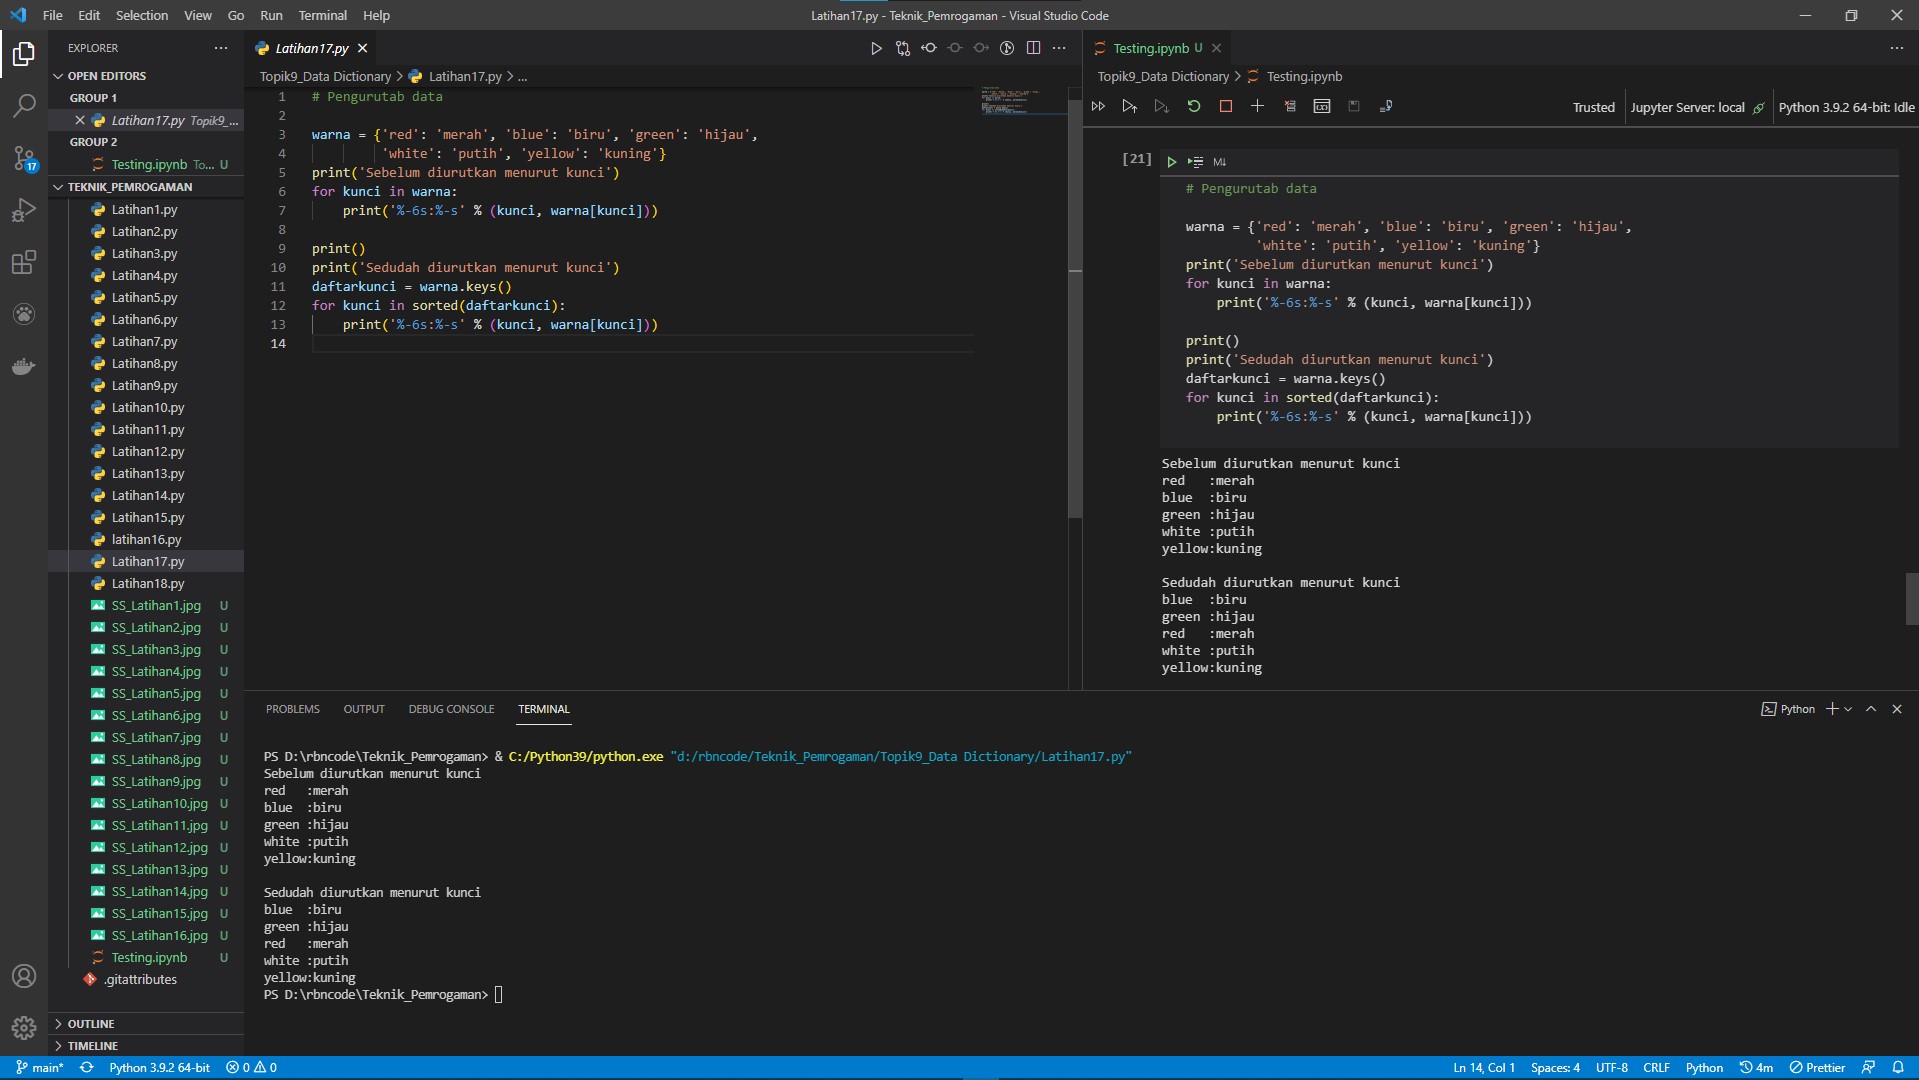 File Edit Selection View Go Run Terminal Help
Latihan17.py - Teknik_Pemrogaman - Visual Studio Code
EXPLORER
OPEN EDITORS
GROUP 1
Latihan17.py Topik9_...
GROUP 2
Testing.ipynb To... U
TEKNIK_PEMROGAMAN
Latihan1.py
Latihan2.py
Latihan3.py
Latihan4.py
Latihan5.py
Latihan6.py
Latihan7.py
Latihan8.py
Latihan9.py
Latihan10.py
Latihan11.py
Latihan12.py
Latihan13.py
Latihan14.py
Latihan15.py
latihan16.py
Latihan17.py
Latihan18.py
SS_Latihan1.jpg U
SS_Latihan2.jpg U
SS_Latihan3.jpg U
SS_Latihan4.jpg U
SS_Latihan5.jpg U
SS_Latihan6.jpg U
SS_Latihan7.jpg U
SS_Latihan8.jpg U
SS_Latihan9.jpg U
SS_Latihan10.jpg U
SS_Latihan11.jpg U
SS_Latihan12.jpg U
SS_Latihan13.jpg U
SS_Latihan14.jpg U
SS_Latihan15.jpg U
SS_Latihan16.jpg U
Testing.ipynb U
.gitattributes
OUTLINE
TIMELINE
17
Latihan17.py
Topik9_Data Dictionary > Latihan17.py > ...
1 # Pengurutab data
2
3 warna = {'red': 'merah', 'blue': 'biru', 'green': 'hijau',
4 'white': 'putih', 'yellow': 'kuning'}
5 print('Sebelum diurutkan menurut kunci')
6 for kunci in warna:
7 print('%-6s:%-s' % (kunci, warna[kunci]))
8
9 print()
10 print('Sedudah diurutkan menurut kunci')
11 daftarkunci = warna.keys()
12 for kunci in sorted(daftarkunci):
13 print('%-6s:%-s' % (kunci, warna[kunci]))
14
Testing.ipynb U
Topik9_Data Dictionary > Testing.ipynb
Trusted Jupyter Server: local Python 3.9.2 64-bit: Idle
[21] M↓
# Pengurutab data
warna = {'red': 'merah', 'blue': 'biru', 'green': 'hijau',
'white': 'putih', 'yellow': 'kuning'}
print('Sebelum diurutkan menurut kunci')
for kunci in warna:
print('%-6s:%-s' % (kunci, warna[kunci]))
print()
print('Sedudah diurutkan menurut kunci')
daftarkunci = warna.keys()
for kunci in sorted(daftarkunci):
print('%-6s:%-s' % (kunci, warna[kunci]))
Sebelum diurutkan menurut kunci
red   :merah
blue  :biru
green :hijau
white :putih
yellow:kuning
Sedudah diurutkan menurut kunci
blue  :biru
green :hijau
red   :merah
white :putih
yellow:kuning
PROBLEMS OUTPUT DEBUG CONSOLE TERMINAL
Python
PS D:\rbncode\Teknik_Pemrogaman> & C:/Python39/python.exe "d:/rbncode/Teknik_Pemrogaman/Topik9_Data Dictionary/Latihan17.py"
Sebelum diurutkan menurut kunci
red   :merah
blue  :biru
green :hijau
white :putih
yellow:kuning
Sedudah diurutkan menurut kunci
blue  :biru
green :hijau
red   :merah
white :putih
yellow:kuning
PS D:\rbncode\Teknik_Pemrogaman>
main* Python 3.9.2 64-bit 0 0 Ln 14, Col 1 Spaces: 4 UTF-8 CRLF Python 4m Prettier